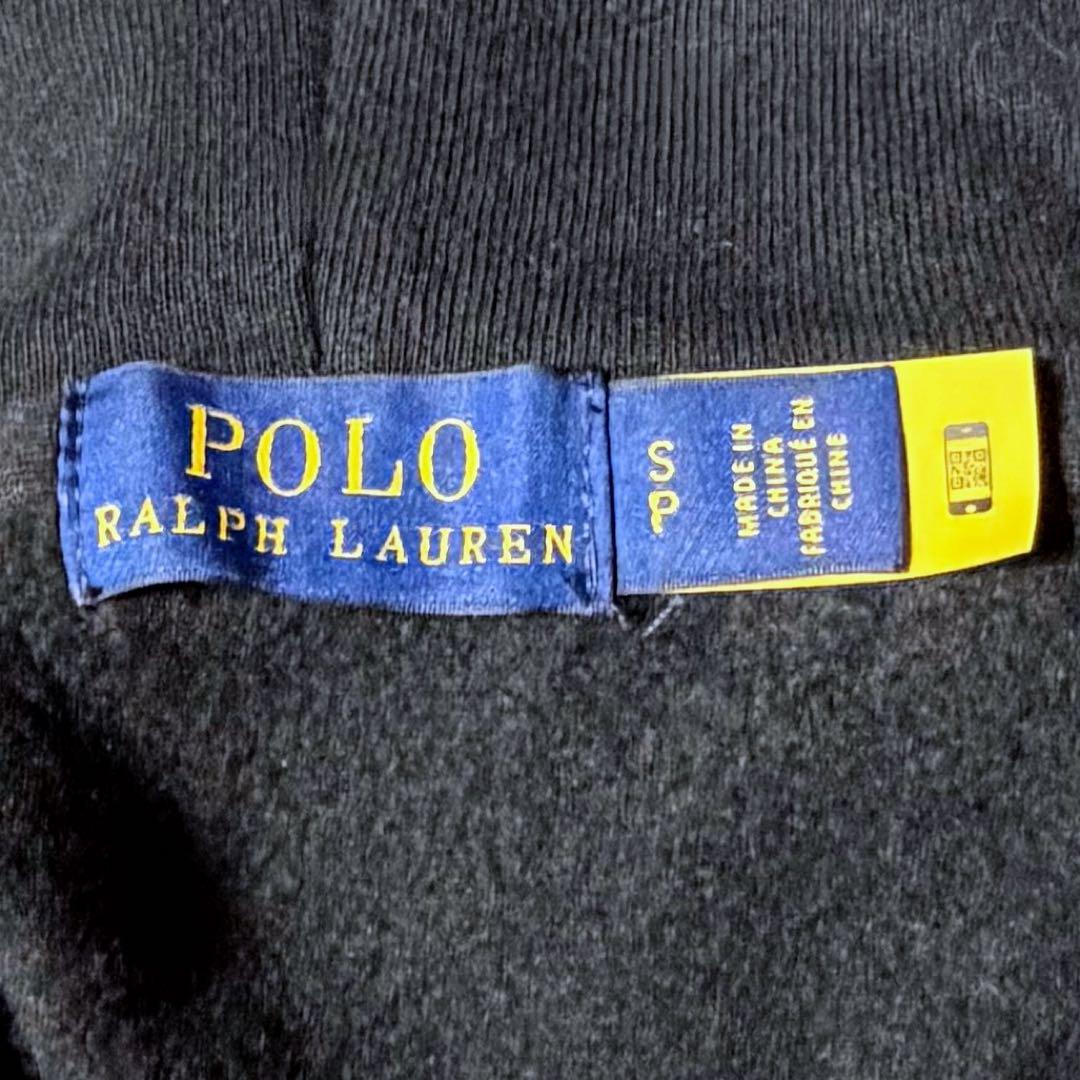 POLO
RALPH LAUREN
S
P
MADE IN
CHINA
FABRIQUÉ EN
CHINE